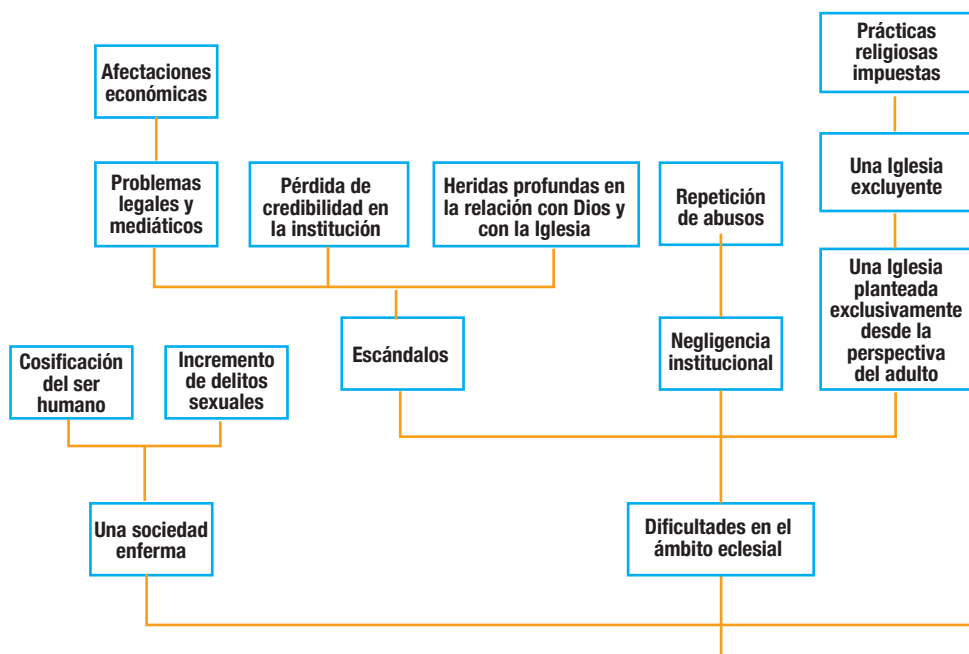 Prácticas
religiosas
impuestas
Afectaciones
económicas
Problemas
legales y
mediáticos
Pérdida de
credibilidad en
la institución
Heridas profundas en
la relación con Dios y
con la Iglesia
Repetición
de abusos
Una Iglesia
excluyente
Una Iglesia
planteada
exclusivamente
desde la
perspectiva
del adulto
Escándalos
Negligencia
institucional
Cosificación
del ser
humano
Incremento
de delitos
sexuales
Una sociedad
enferma
Dificultades en el
ámbito eclesial